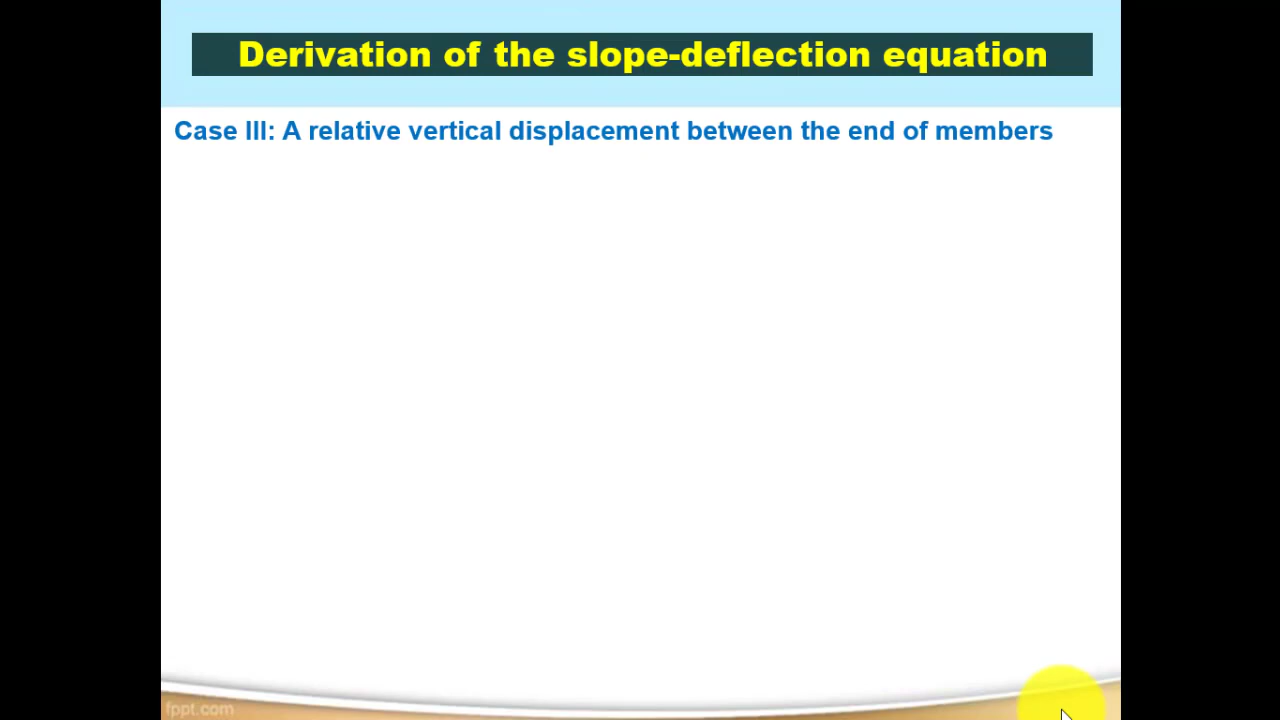 Derivation of the slope-deflection equation
Case III: A relative vertical displacement between the end of members
fppt.com